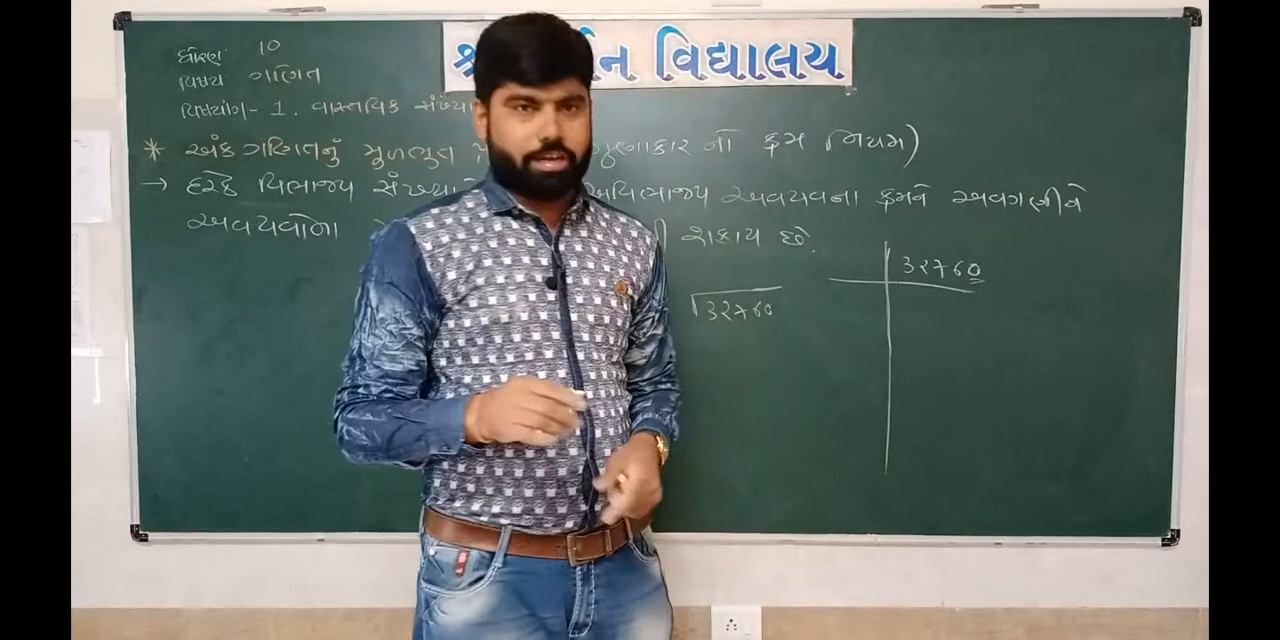 વિદ્યાલય
ધોરણ 10
વિષય ગણિત
વિભાગ - 1. વાસ્તવિક સંખ્યા
* અંક ગણિતનું મૂળભૂત ગુણાકાર નો ક્રમ નિયમ)
→ દરેક વિભાજ્ય સંખ્યાને અવિભાજ્ય અવયવના ક્રમને અવગણીને
અવયવોના શકાય છે.
32760
32760